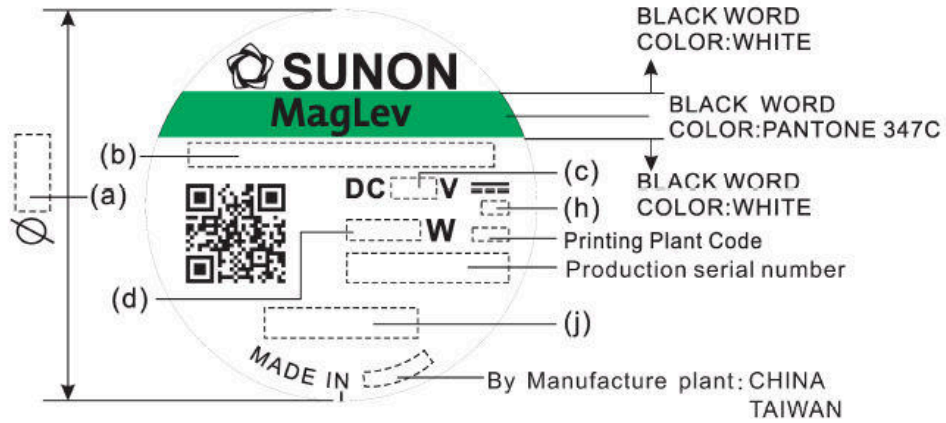 BLACK WORD
COLOR:WHITE
SUNON
MagLev
BLACK WORD
COLOR:PANTONE 347C
(b)
(a)
Ø
DC V
(c)
BLACK WORD
COLOR:WHITE
(h)
W
Printing Plant Code
Production serial number
(d)
(j)
MADE IN
By Manufacture plant: CHINA
TAIWAN